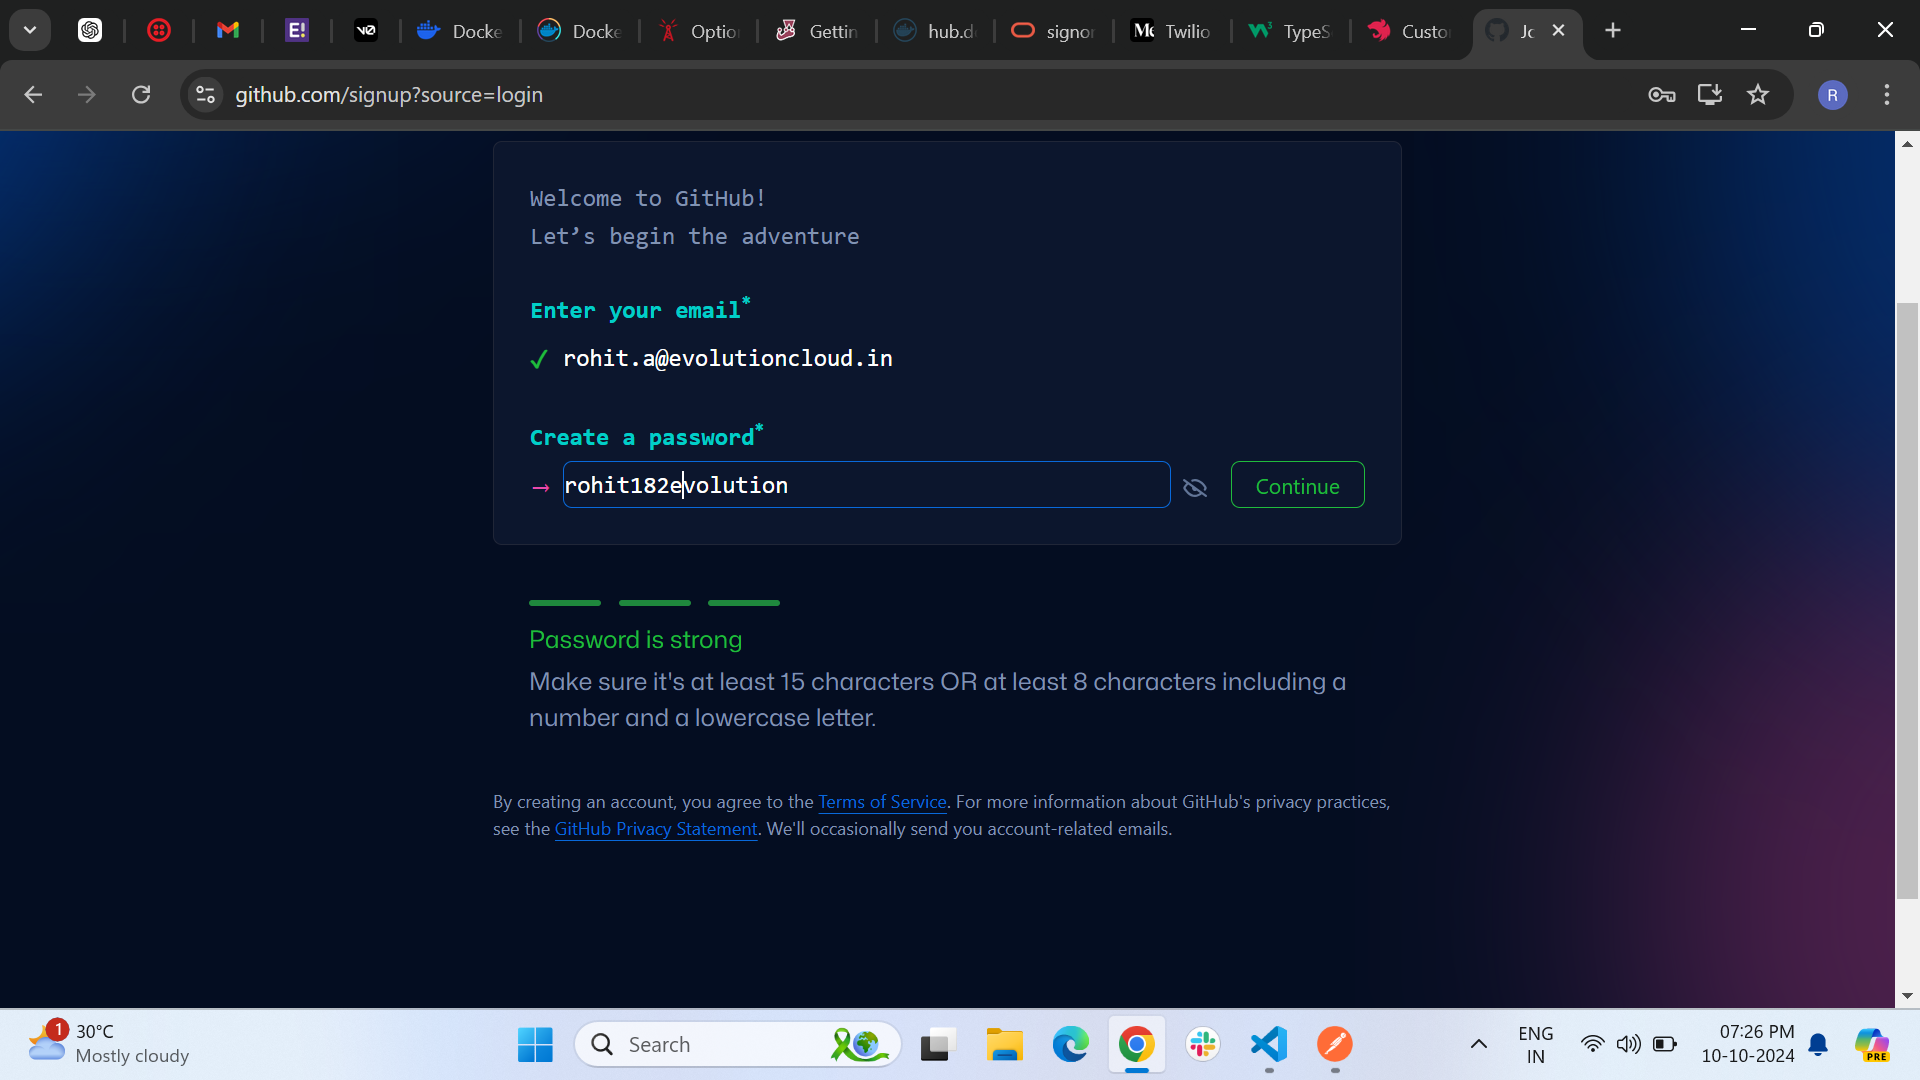 E!
v0
Docke
Docke
Option
Gettin
hub.d
signor
Twilio
TypeS
Custo
Jo
github.com/signup?source=login
R
Welcome to GitHub!
Let’s begin the adventure
Enter your email*
✓ rohit.a@evolutioncloud.in
Create a password*
→ rohit182evolution
Continue
Password is strong
Make sure it's at least 15 characters OR at least 8 characters including a
number and a lowercase letter.
By creating an account, you agree to the Terms of Service. For more information about GitHub's privacy practices,
see the GitHub Privacy Statement. We'll occasionally send you account-related emails.
1
30°C
Mostly cloudy
Search
ENG
IN
07:26 PM
10-10-2024
PRE